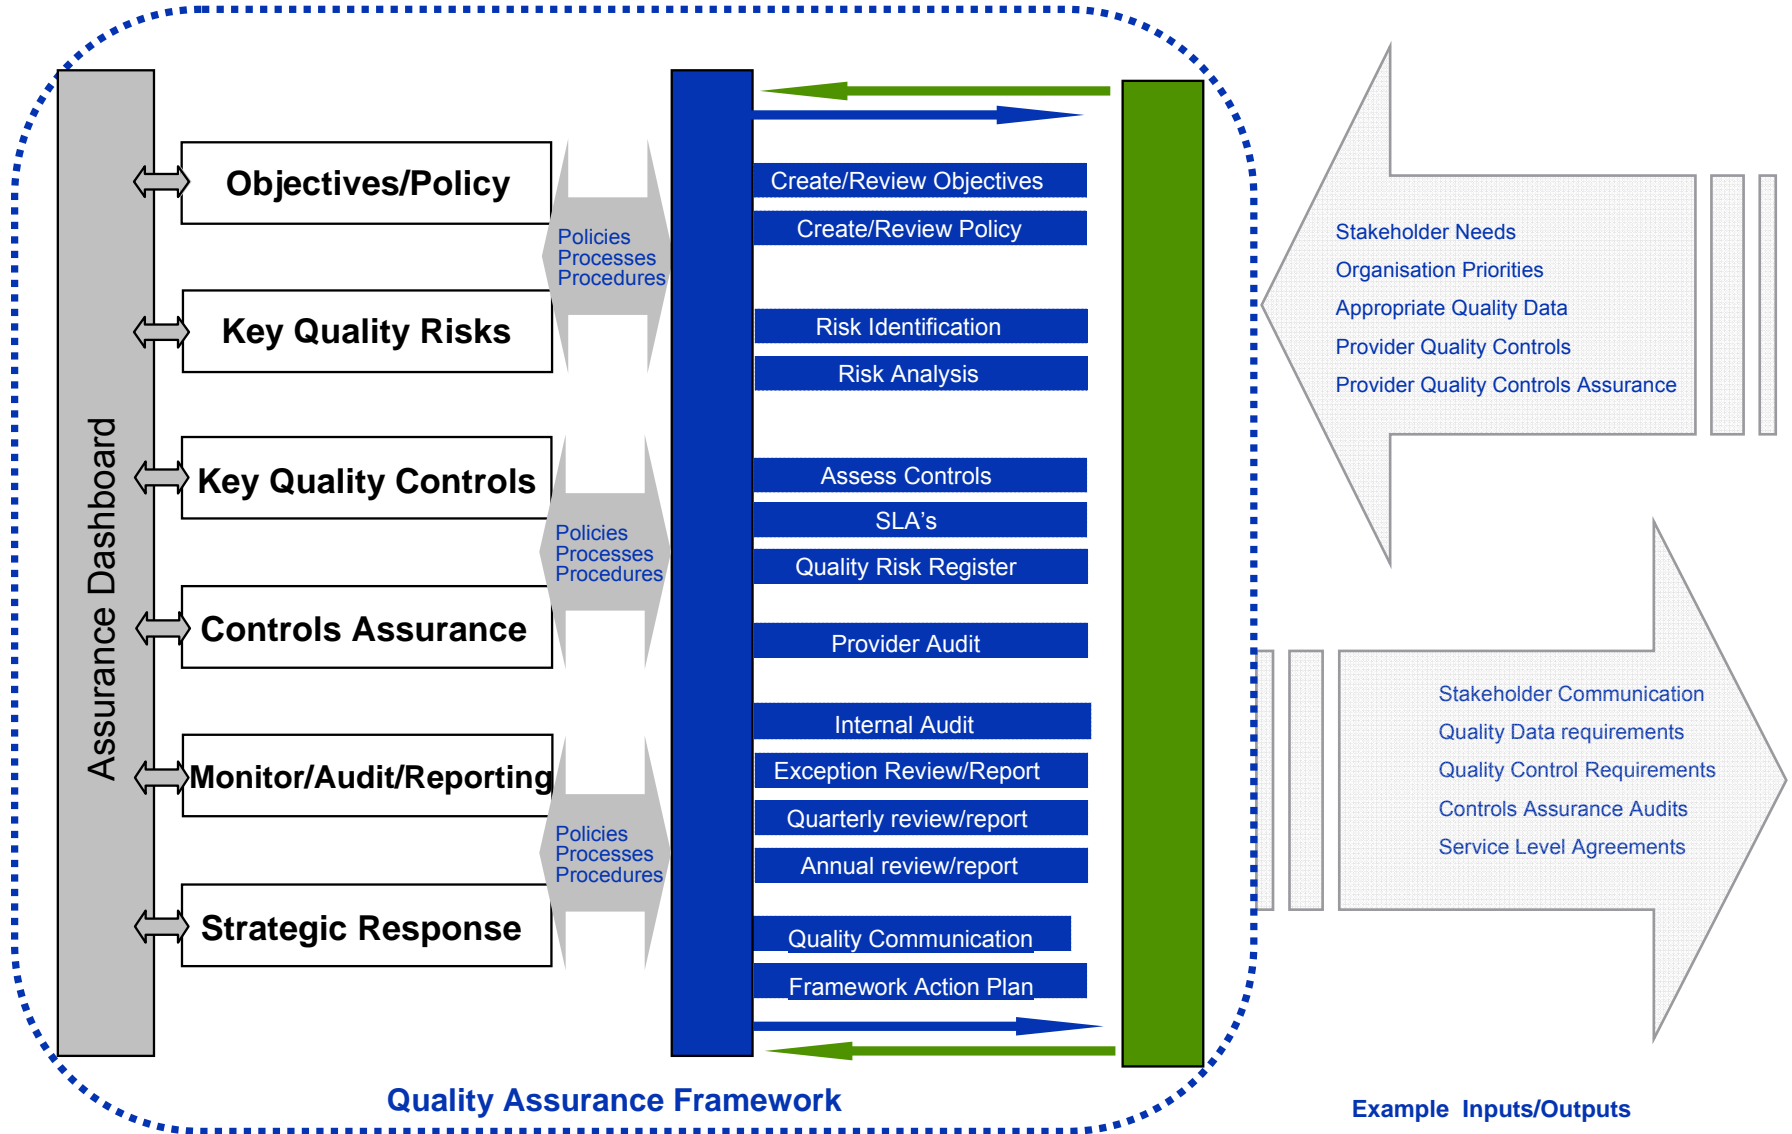 Assurance Dashboard
Objectives/Policy
Key Quality Risks
Key Quality Controls
Controls Assurance
Monitor/Audit/Reporting
Strategic Response
Policies
Processes
Procedures
Policies
Processes
Procedures
Policies
Processes
Procedures
Create/Review Objectives
Create/Review Policy
Risk Identification
Risk Analysis
Assess Controls
SLA's
Quality Risk Register
Provider Audit
Internal Audit
Exception Review/Report
Quarterly review/report
Annual review/report
Quality Communication
Framework Action Plan
Stakeholder Needs
Organisation Priorities
Appropriate Quality Data
Provider Quality Controls
Provider Quality Controls Assurance
Stakeholder Communication
Quality Data requirements
Quality Control Requirements
Controls Assurance Audits
Service Level Agreements
Quality Assurance Framework
Example Inputs/Outputs